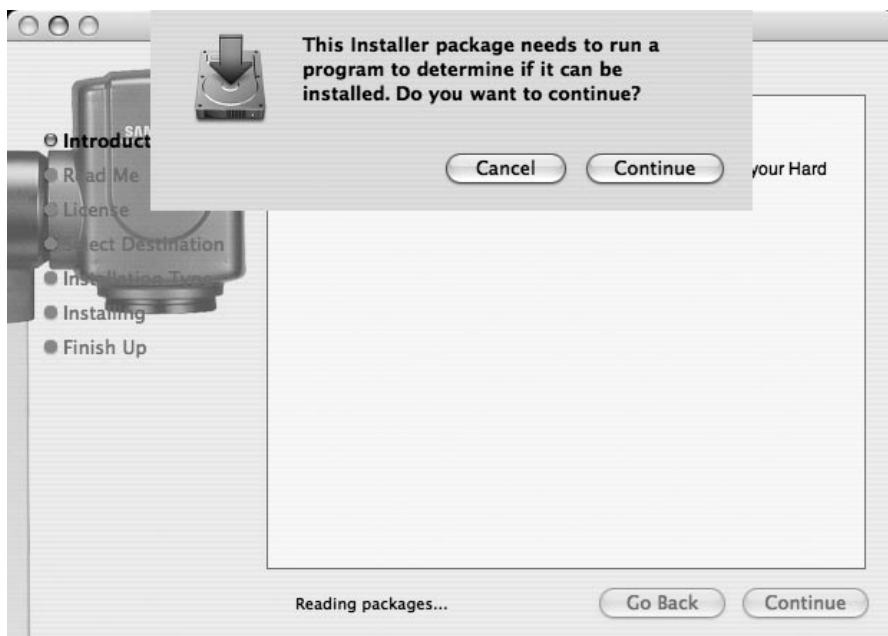 This Installer package needs to run a
program to determine if it can be
installed. Do you want to continue?
Cancel
Continue
your Hard
Introduct
Read Me
License
Select Destination
Installation Type
Installing
Finish Up
Reading packages...
Go Back
Continue